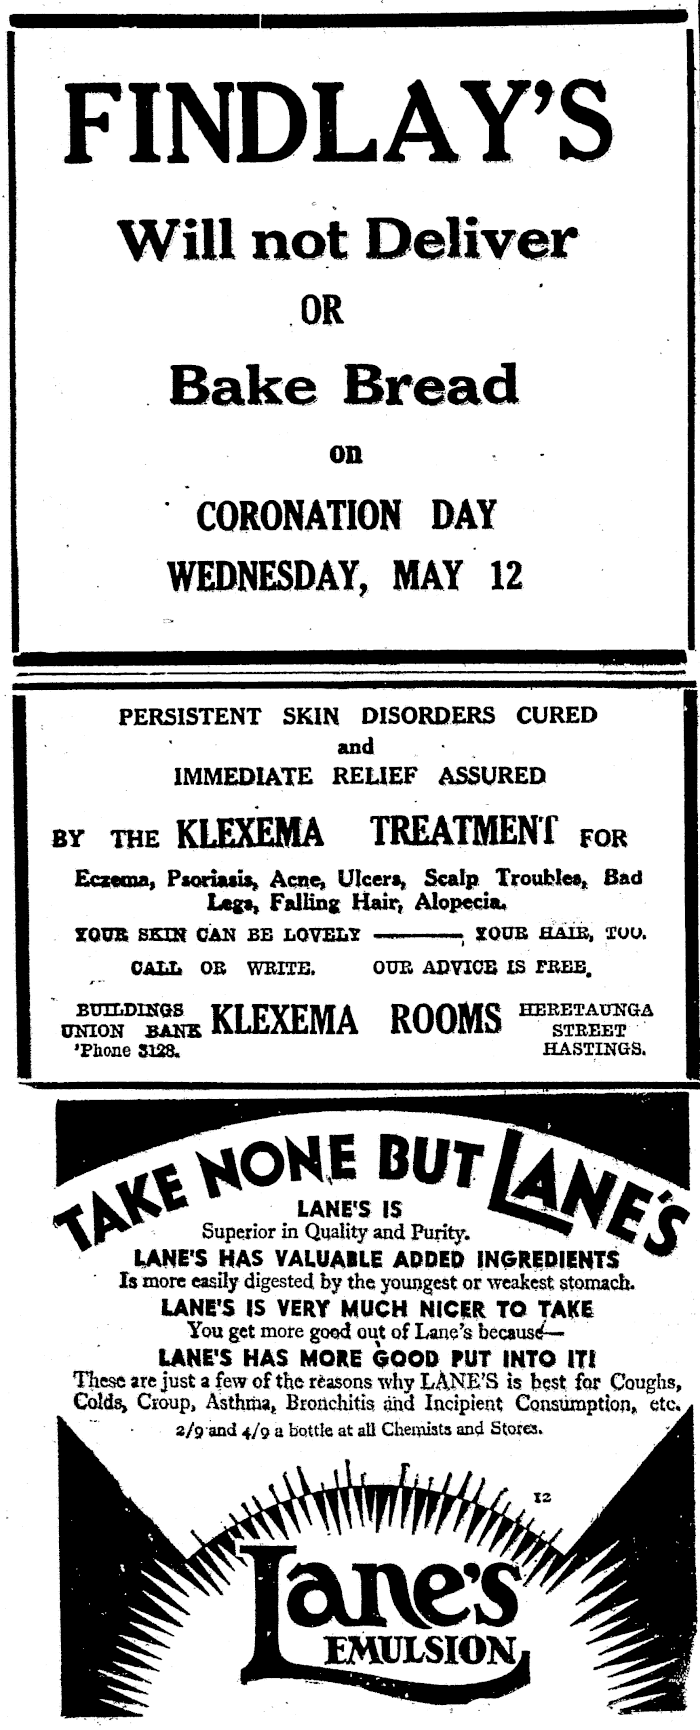 FINDLAY'S
Will not Deliver
OR
Bake Bread
on
CORONATION DAY
WEDNESDAY, MAY 12
PERSISTENT SKIN DISORDERS CURED
and
IMMEDIATE RELIEF ASSURED
BY THE KLEXEMA TREATMENT FOR
Eczema, Psoriasis, Acne, Ulcers, Scalp Troubles, Bad
Legs, Falling Hair, Alopecia.
YOUR SKIN CAN BE LOVELY ———, YOUR HAIR, TOO.
CALL OR WRITE. OUR ADVICE IS FREE.
BUILDINGS
UNION BANK
'Phone 3128.
KLEXEMA ROOMS
HERETAUNGA
STREET
HASTINGS.
TAKE NONE BUT LANE'S
LANE'S IS
Superior in Quality and Purity.
LANE'S HAS VALUABLE ADDED INGREDIENTS
Is more easily digested by the youngest or weakest stomach.
LANE'S IS VERY MUCH NICER TO TAKE
You get more good out of Lane's because—
LANE'S HAS MORE GOOD PUT INTO IT!
These are just a few of the reasons why LANE'S is best for Coughs,
Colds, Croup, Asthma, Bronchitis and Incipient Consumption, etc.
2/9 and 4/9 a bottle at all Chemists and Stores.
12
Lane's
EMULSION